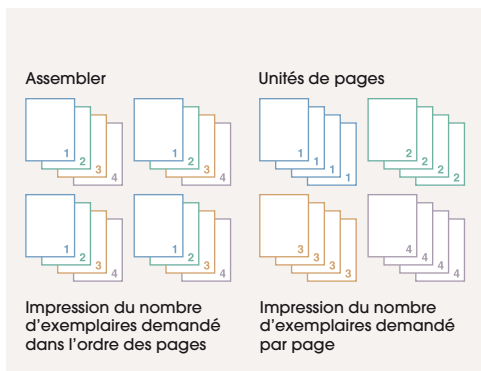 Assembler
1 2 3 4
1 2 3 4
1 2 3 4
1 2 3 4
Impression du nombre
d'exemplaires demandé
dans l'ordre des pages
Unités de pages
1 1 1 1
2 2 2 2
3 3 3 3
4 4 4 4
Impression du nombre
d'exemplaires demandé
par page